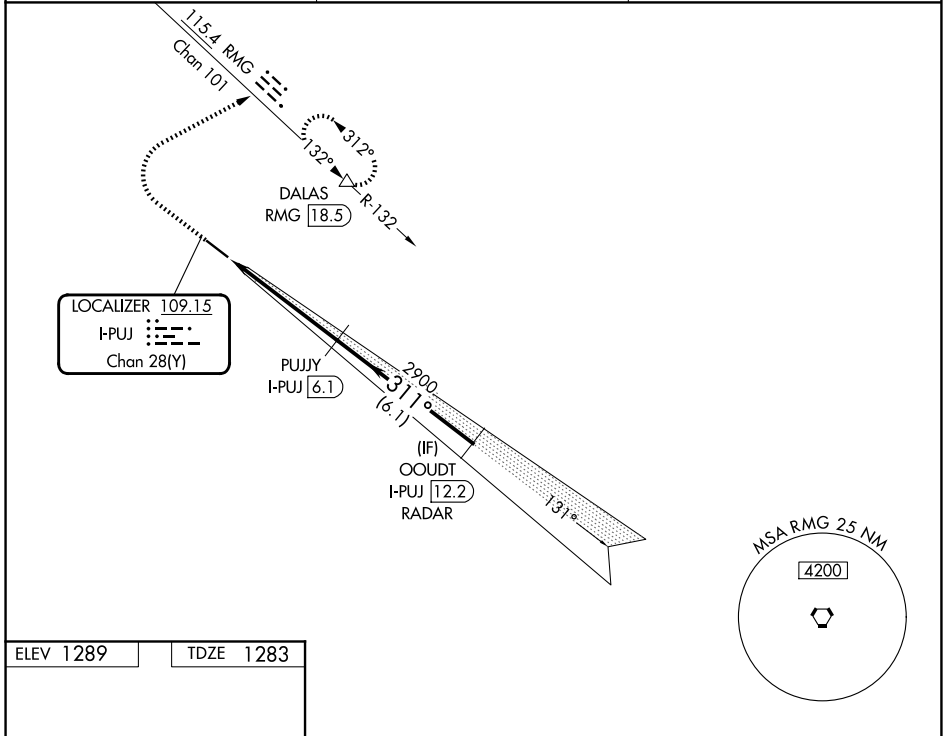 115.4 RMG
Chan 101
312°
132°
DALAS
RMG 18.5
R-132
LOCALIZER 109.15
I-PUJ
Chan 28(Y)
PUJJY
I-PUJ 6.1
2900
311°
(6.1)
(IF)
OOUDT
I-PUJ 12.2
RADAR
131°
MSA RMG 25 NM
4200
ELEV 1289
TDZE 1283